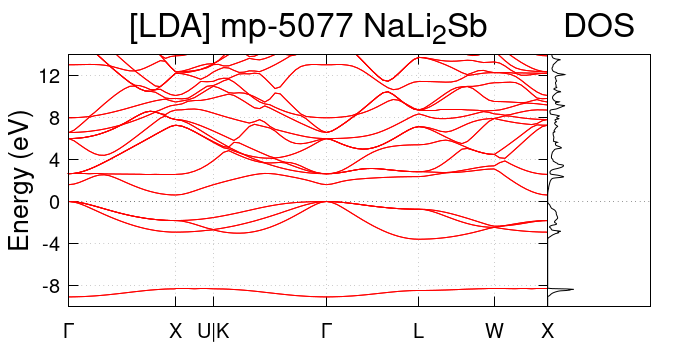 [LDA] mp-5077 NaLi2Sb DOS
12
8
4
0
-4
-8
Energy (eV)
Γ X U|K Γ L W X